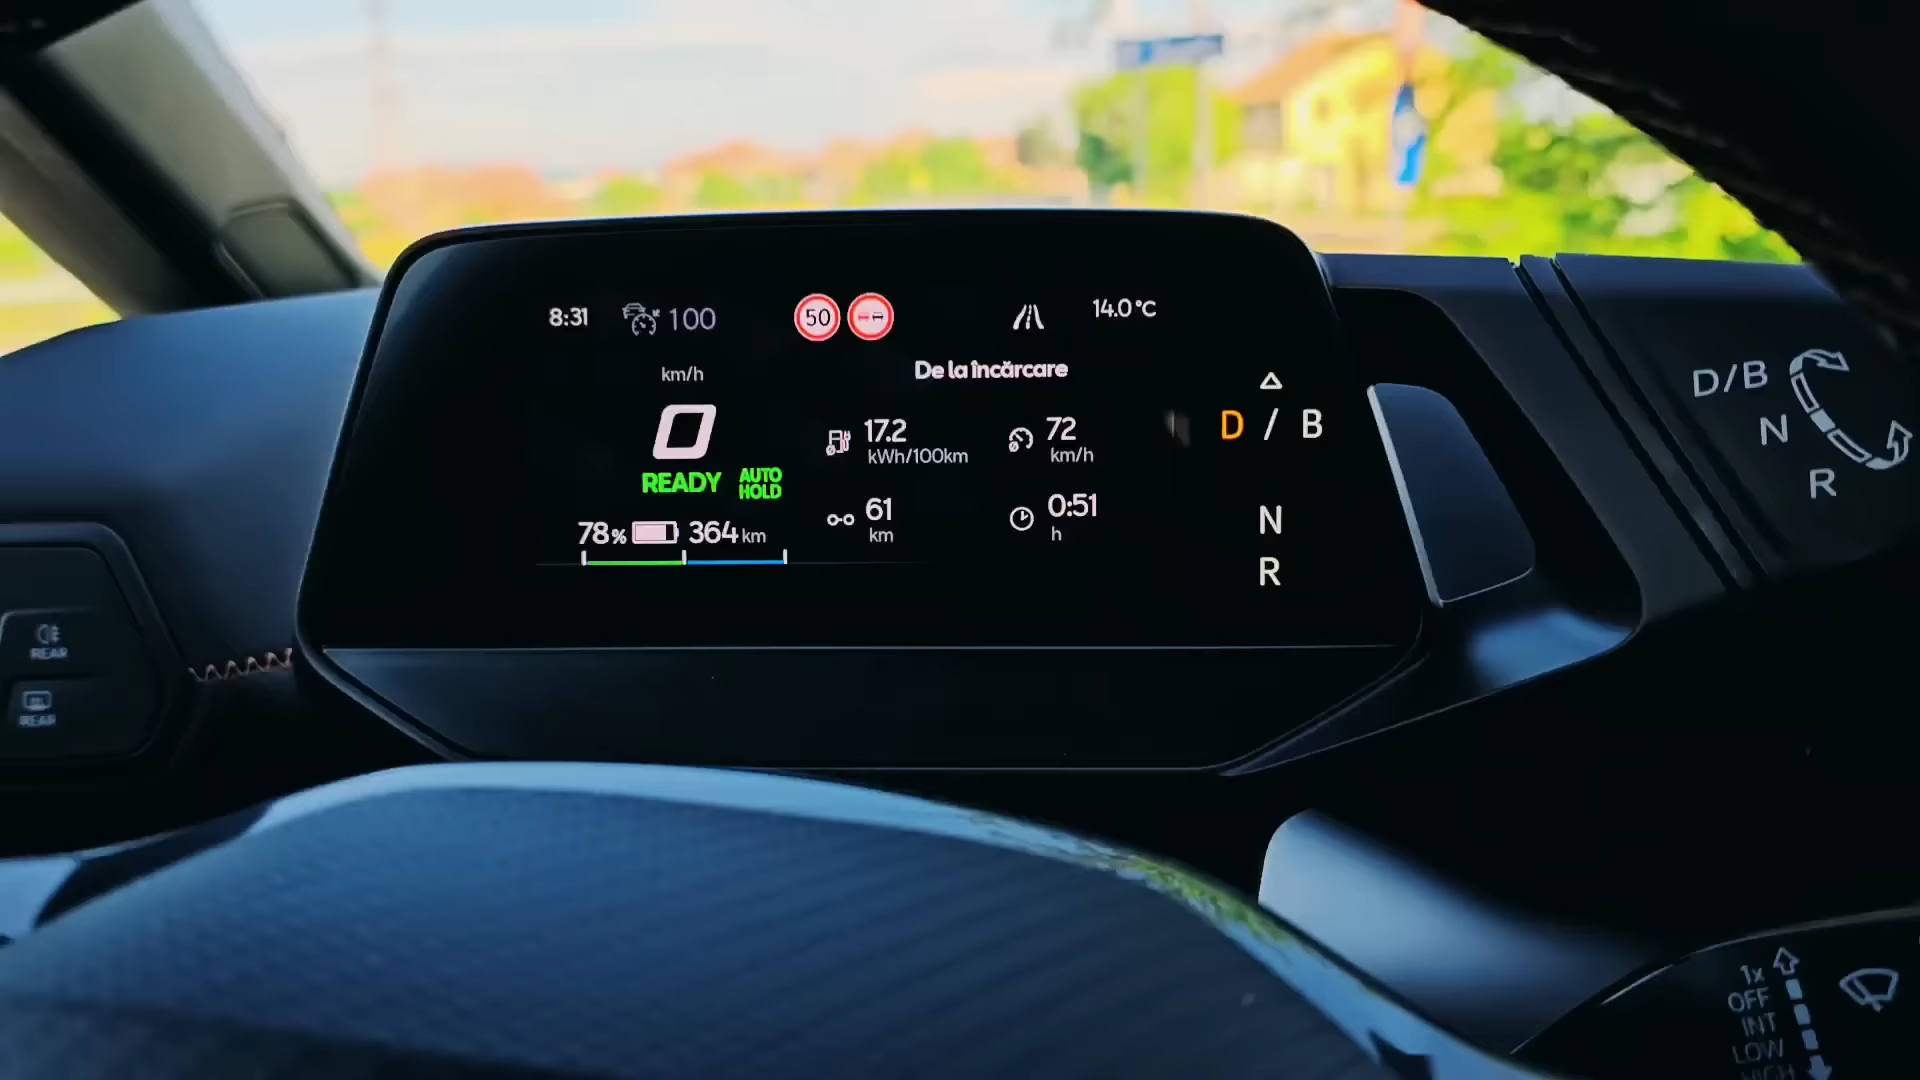 8:31 100 50 14.0°C
km/h De la încărcare
0
READY AUTO HOLD
17.2 kWh/100km
72 km/h
78% 364 km
61 km
0:51 h
D / B
N
R
D/B
N
R
REAR
REAR
1x
OFF
INT
LOW
HIGH